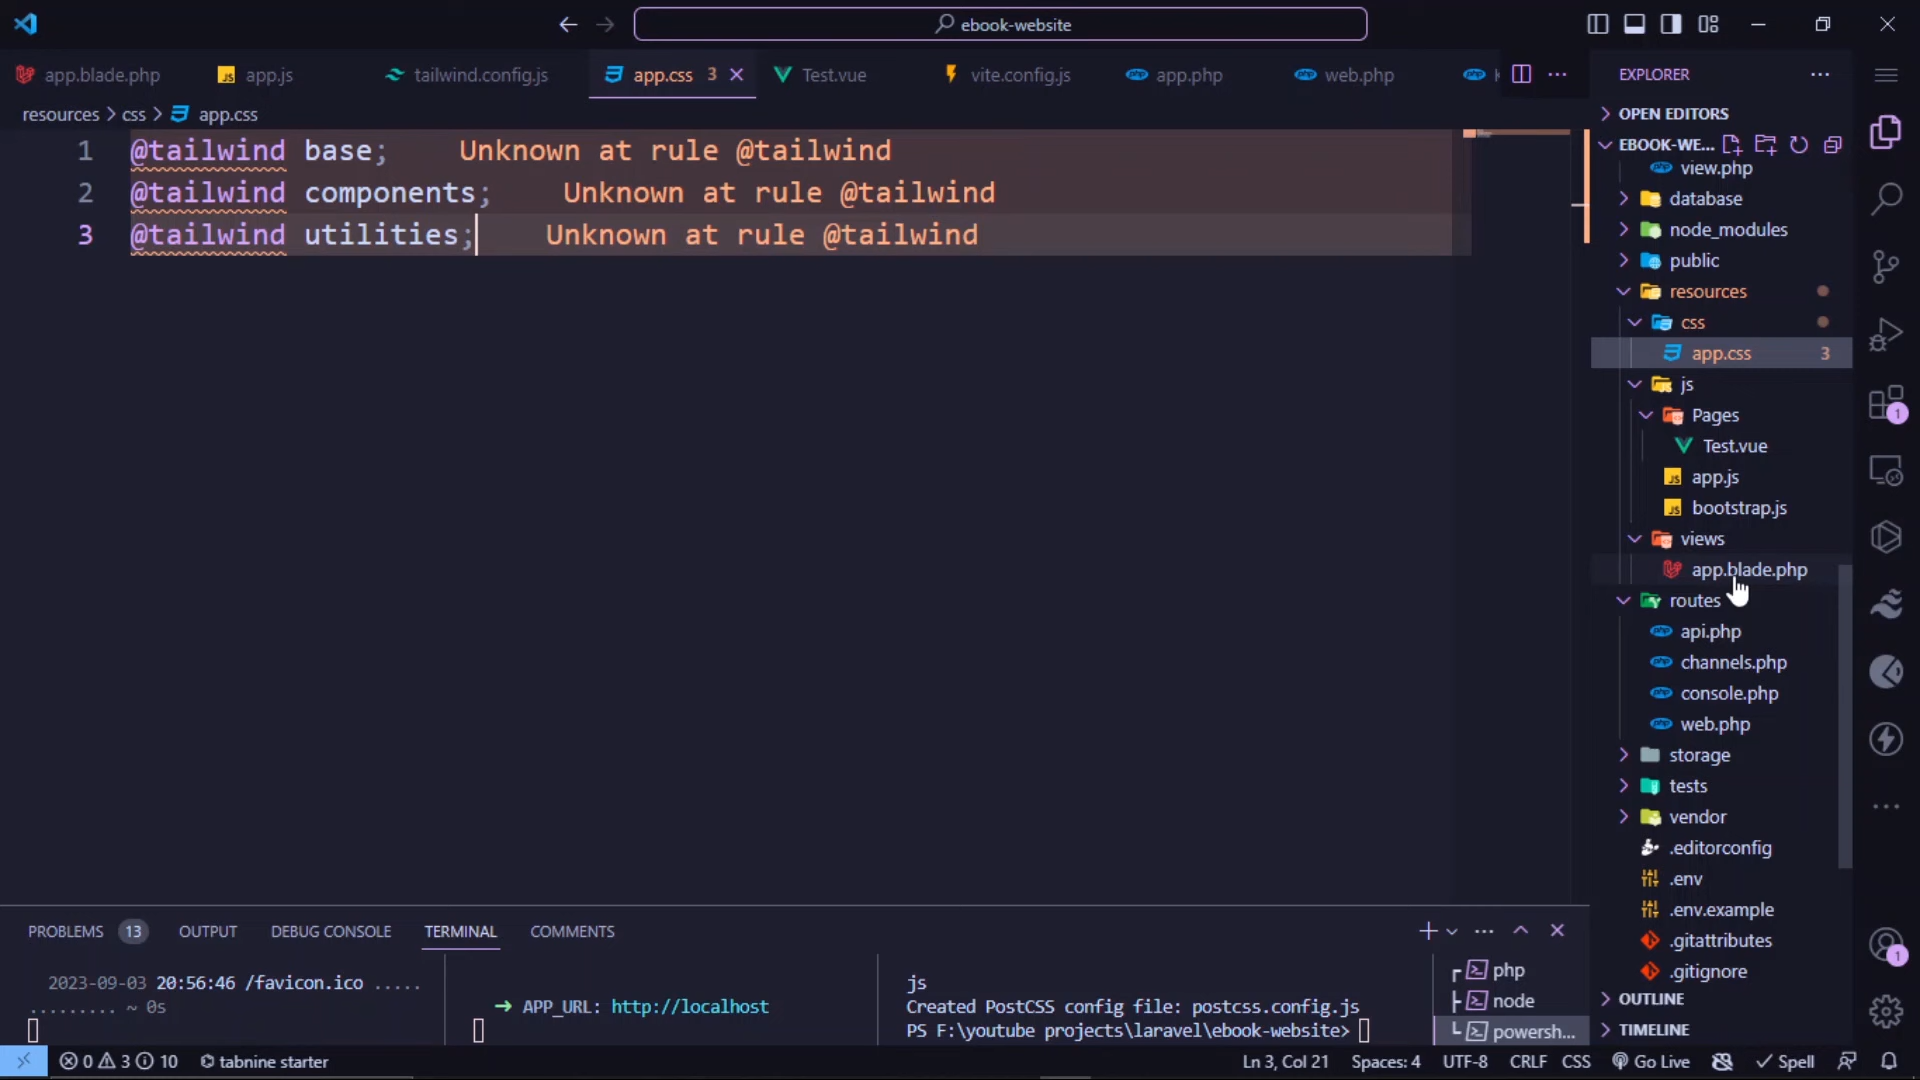 ebook-website
app.blade.php
app.js
tailwind.config.js
app.css 3
Test.vue
vite.config.js
app.php
web.php
resources > css > app.css
1 @tailwind base; Unknown at rule @tailwind
2 @tailwind components; Unknown at rule @tailwind
3 @tailwind utilities; Unknown at rule @tailwind
EXPLORER
OPEN EDITORS
EBOOK-WE...
view.php
database
node_modules
public
resources
css
app.css 3
js
Pages
Test.vue
app.js
bootstrap.js
views
app.blade.php
routes
api.php
channels.php
console.php
web.php
storage
tests
vendor
.editorconfig
.env
.env.example
.gitattributes
.gitignore
OUTLINE
TIMELINE
1
1
PROBLEMS 13 OUTPUT DEBUG CONSOLE TERMINAL COMMENTS
2023-09-03 20:56:46 /favicon.ico .....
......... ~ 0s
➜ APP_URL: http://localhost
js
Created PostCSS config file: postcss.config.js
PS F:\youtube projects\laravel\ebook-website>
php
node
powersh...
0 3 10 tabnine starter
Ln 3, Col 21 Spaces: 4 UTF-8 CRLF CSS Go Live Spell